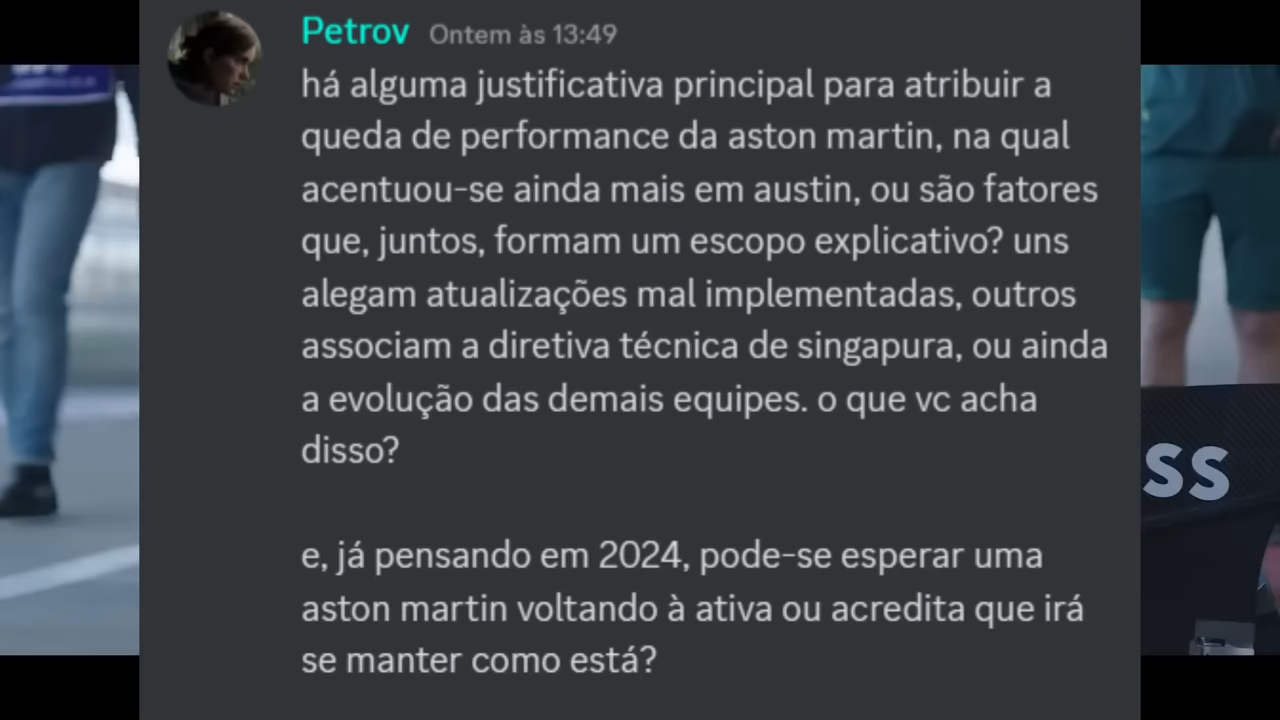 Petrov Ontem às 13:49
há alguma justificativa principal para atribuir a
queda de performance da aston martin, na qual
acentuou-se ainda mais em austin, ou são fatores
que, juntos, formam um escopo explicativo? uns
alegam atualizações mal implementadas, outros
associam a diretiva técnica de singapura, ou ainda
a evolução das demais equipes. o que vc acha
disso?
e, já pensando em 2024, pode-se esperar uma
aston martin voltando à ativa ou acredita que irá
se manter como está?
SS